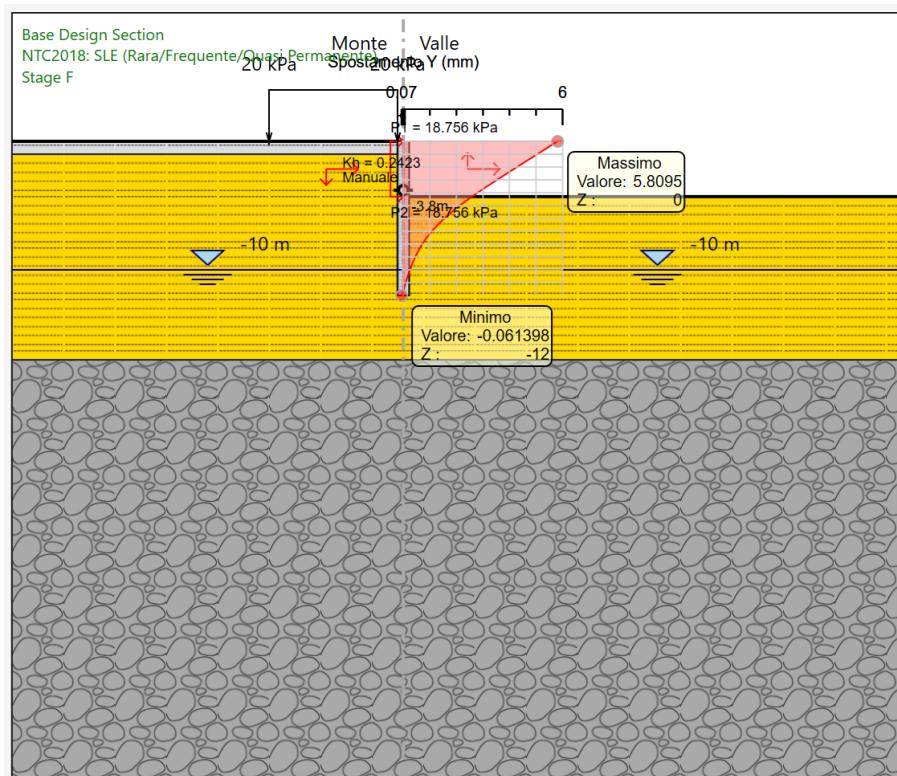 Base Design Section
NTC2018: SLE (Rara/Frequente/Quasi Permanente)
Stage F
Monte
Valle
Spostamento Y (mm)
20 kPa
20 kPa
0.07
6
P1 = 18.756 kPa
Kh = 0.2423
Manuale
Massimo
Valore: 5.8095
Z : 0
-3.8m
P2 = 18.756 kPa
-10 m
-10 m
Minimo
Valore: -0.061398
Z : -12